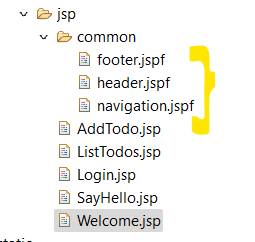 jsp
common
footer.jspf
header.jspf
navigation.jspf
AddTodo.jsp
ListTodos.jsp
Login.jsp
SayHello.jsp
Welcome.jsp